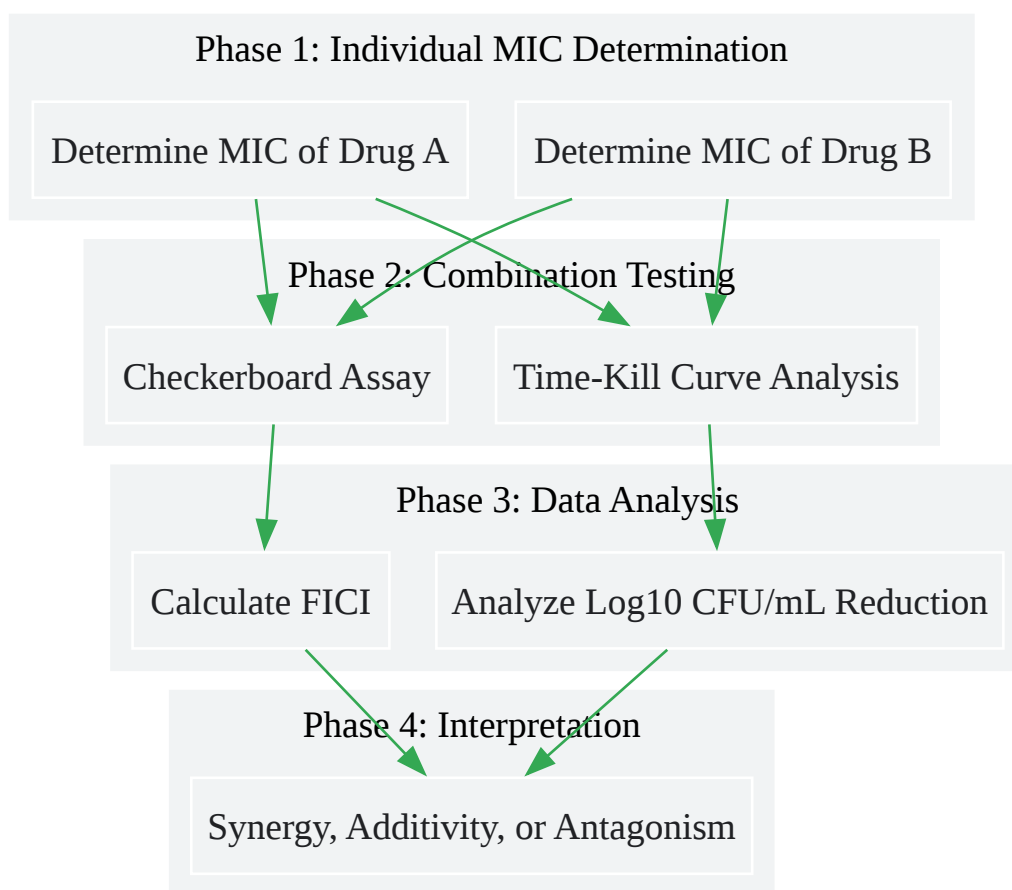 Phase 1: Individual MIC Determination
Determine MIC of Drug A
Determine MIC of Drug B
Phase 2: Combination Testing
Checkerboard Assay
Time-Kill Curve Analysis
Phase 3: Data Analysis
Calculate FICI
Analyze Log10 CFU/mL Reduction
Phase 4: Interpretation
Synergy, Additivity, or Antagonism